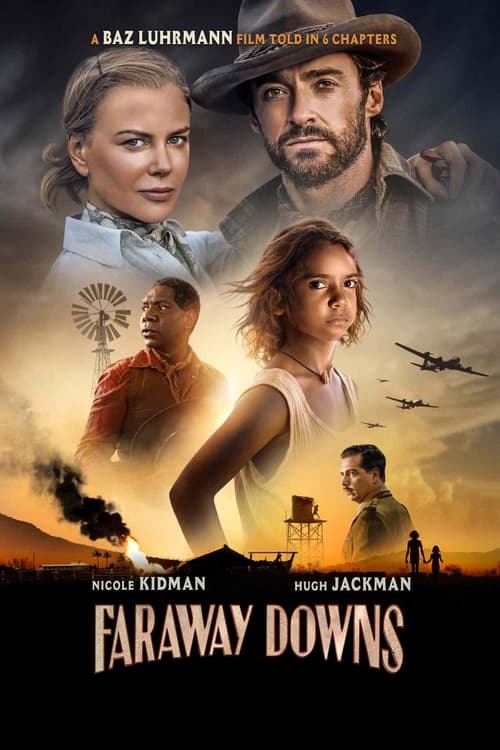 A BAZ LUHRMANN FILM TOLD IN 6 CHAPTERS
NICOLE KIDMAN HUGH JACKMAN
FARAWAY DOWNS